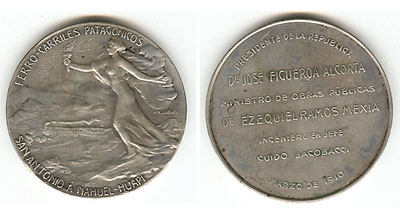 FERRO-CARRILES PATAGÓNICOS
SAN ANTONIO A NAHUEL-HUAPI
PRESIDENTE DE LA REPÚBLICA
DR JOSÉ FIGUEROA ALCORTA
MINISTRO DE OBRAS PÚBLICAS
DR EZEQUIEL RAMOS MEXIA
INGENIERO EN JEFE
GUIDO JACOBACCI
MARZO DE 1910